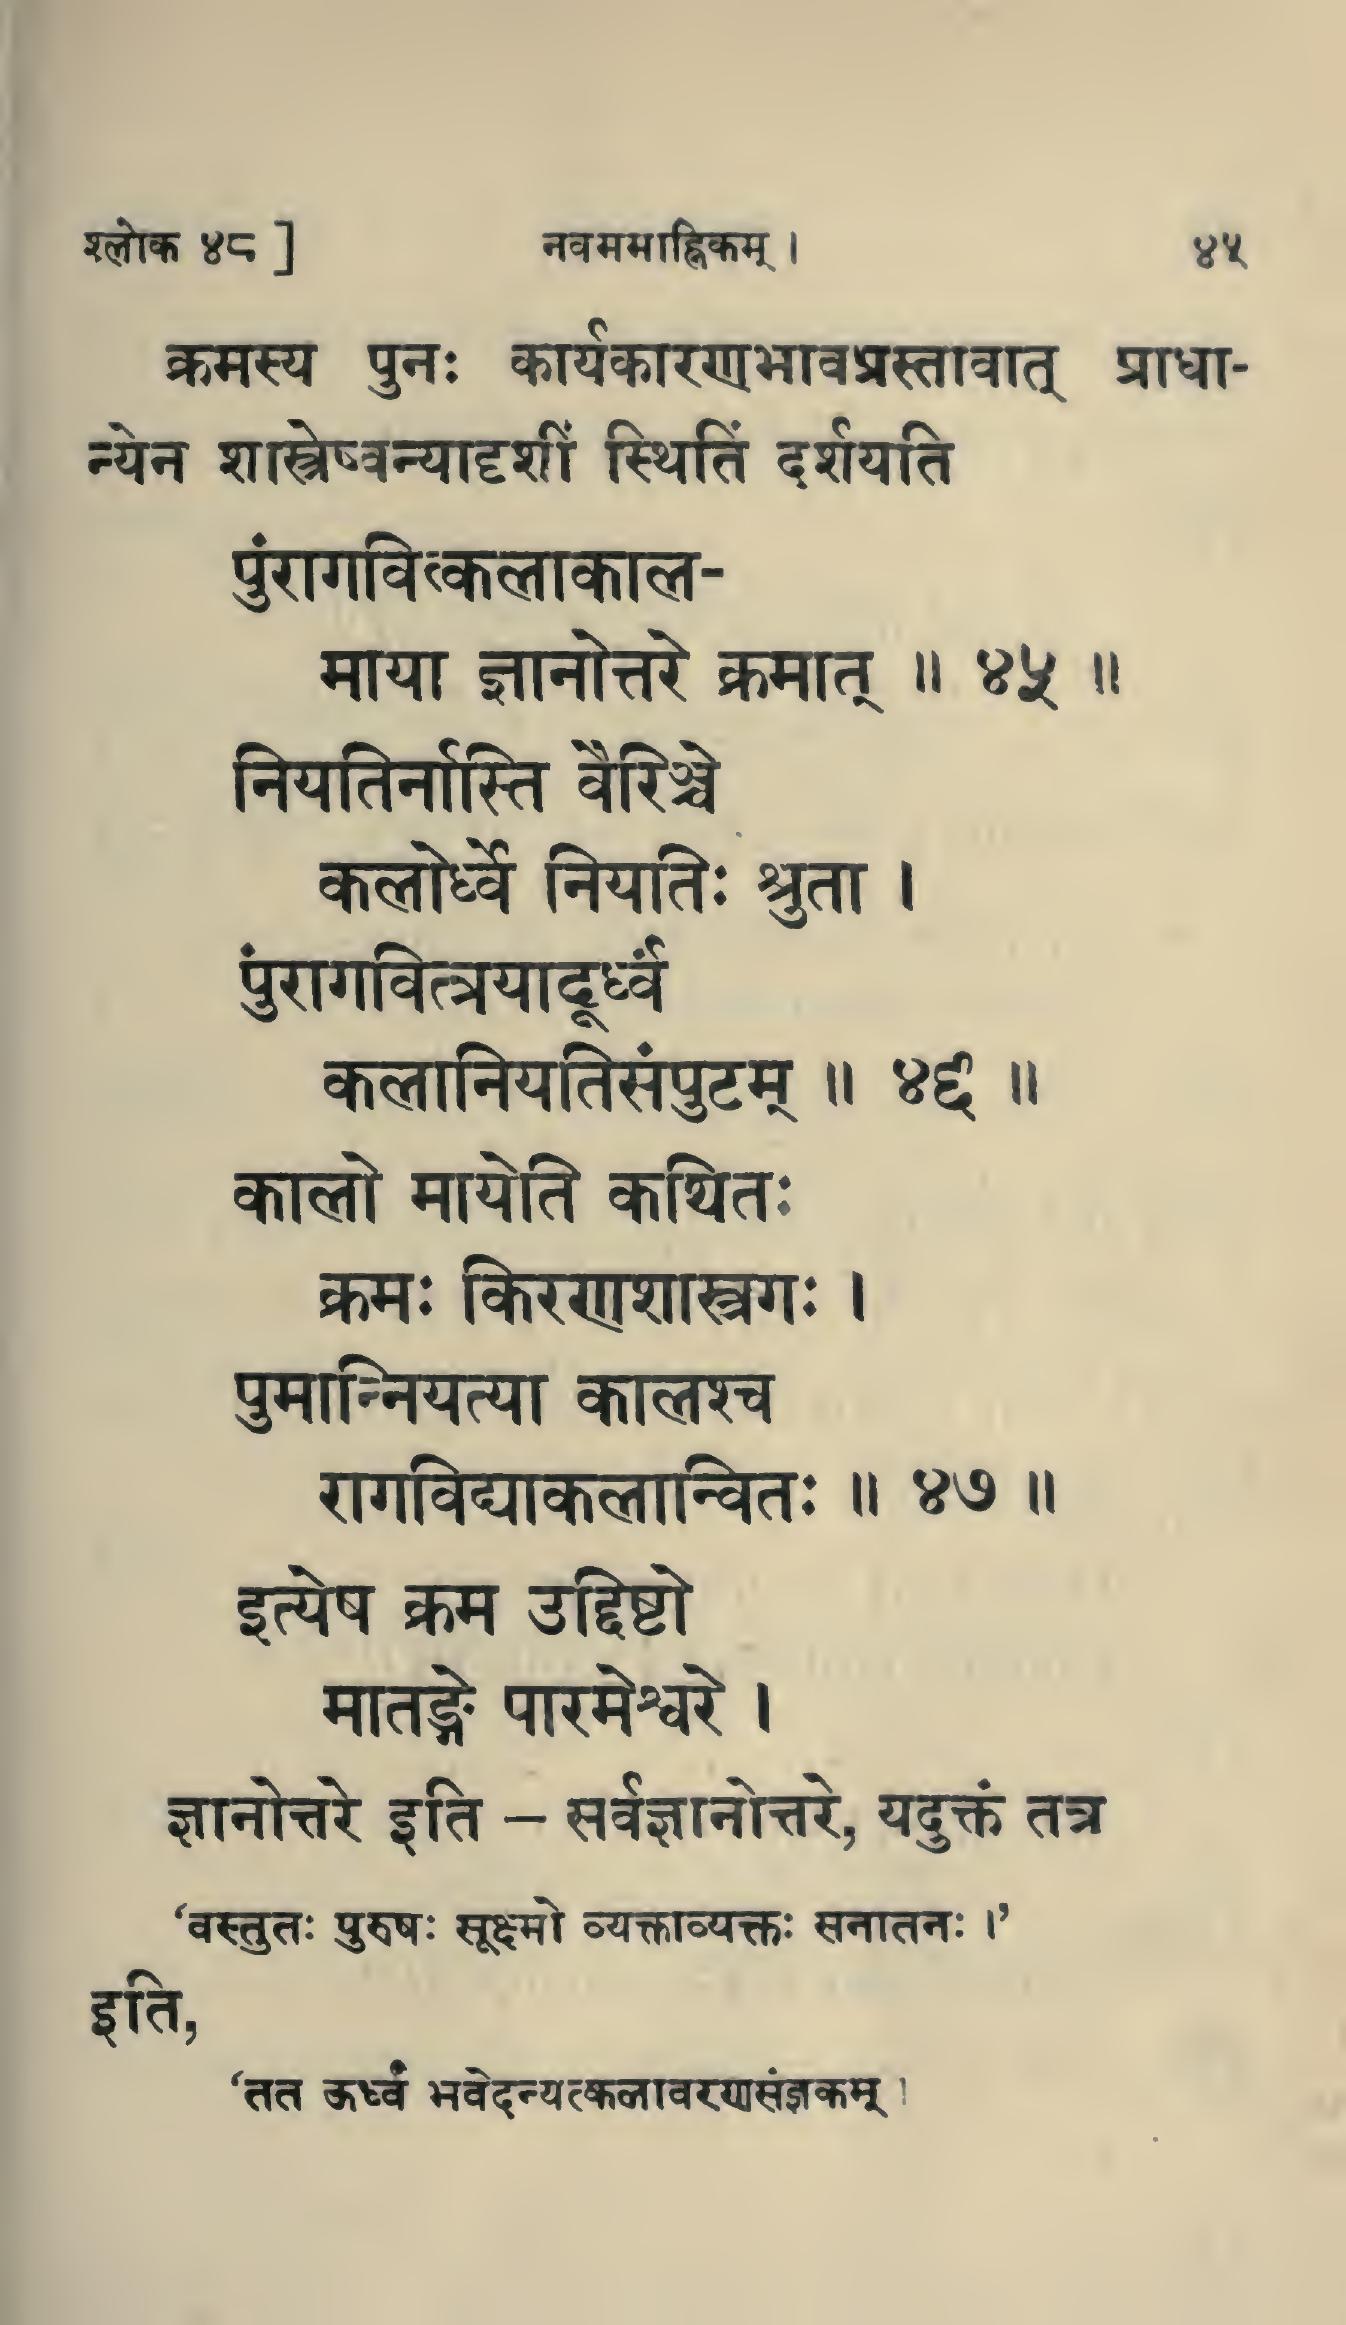 श्लोक ४८ ] नवममाह्निकम् । ४५
क्रमस्य पुनः कार्यकारणभावप्रस्तावात् प्राधा-
न्येन शास्त्रेष्वन्यादृशीं स्थितिं दर्शयति
पुंरागवित्कलाकाल-
माया ज्ञानोत्तरे क्रमात् ॥ ४५ ॥
नियतिर्नास्ति वैरिञ्चे
कलोर्ध्वे नियतिः श्रुता ।
पुंरागवित्त्रयादूर्ध्वं
कलानियतिसंपुटम् ॥ ४६ ॥
कालो मायेति कथितः
क्रमः किरणशास्त्रगः ।
पुमान्नियत्या कालश्च
रागविद्याकलान्वितः ॥ ४७ ॥
इत्येष क्रम उद्दिष्टो
मातङ्गे पारमेश्वरे ।
ज्ञानोत्तरे इति – सर्वज्ञानोत्तरे, यदुक्तं तत्र
‘वस्तुतः पुरुषः सूक्ष्मो व्यक्ताव्यक्तः सनातनः ।’
इति,
‘तत ऊर्ध्वं भवेदन्यत्कलावरणसंज्ञकम् ।